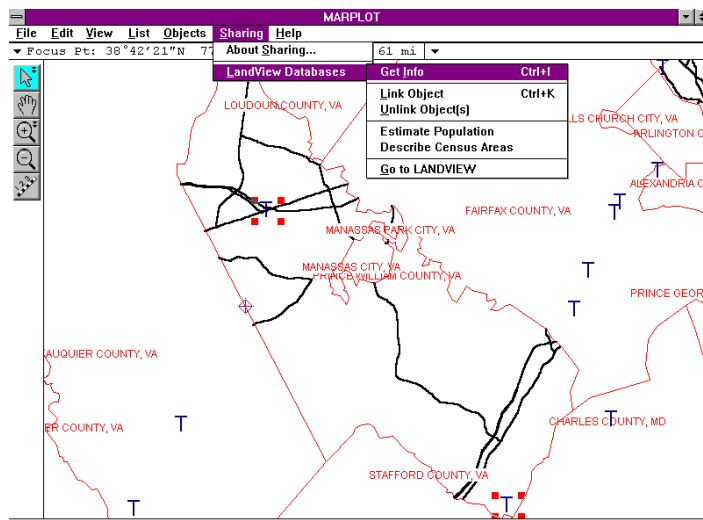 MARPLOT
File Edit View List Objects Sharing Help
Focus Pt: 38°42'21"N 77
61 mi
About Sharing...
LandView Databases
Get Info Ctrl+I
Link Object Ctrl+K
Unlink Object(s)
Estimate Population
Describe Census Areas
Go to LANDVIEW
LOUDOUN COUNTY, VA
LLS CHURCH CITY, VA
ARLINGTON C
ALEXANDRIA C
FAIRFAX COUNTY, VA
MANASSAS PARK CITY, VA
MANASSAS CITY, VA
PRINCE WILLIAM COUNTY, VA
PRINCE GEOR
AUQUIER COUNTY, VA
ER COUNTY, VA
CHARLES COUNTY, MD
STAFFORD COUNTY, VA